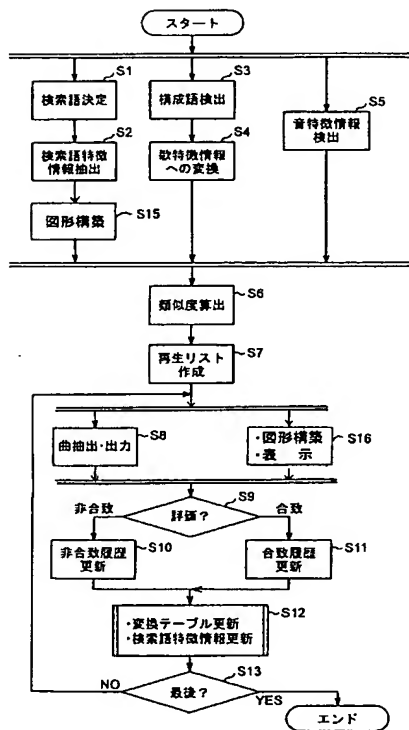 スタート
S1
検索語決定
S2
検索語特徴
情報抽出
S15
図形構築
S3
構成語検出
S4
歌特徴情報
への変換
S5
音特徴情報
検出
S6
類似度算出
S7
再生リスト
作成
S8
曲抽出・出力
S16
・図形構築
・表 示
S9
評価?
非合致
合致
S10
非合致履歴
更新
S11
合致履歴
更新
S12
・変換テーブル更新
・検索語特徴情報更新
S13
最後?
NO
YES
エンド